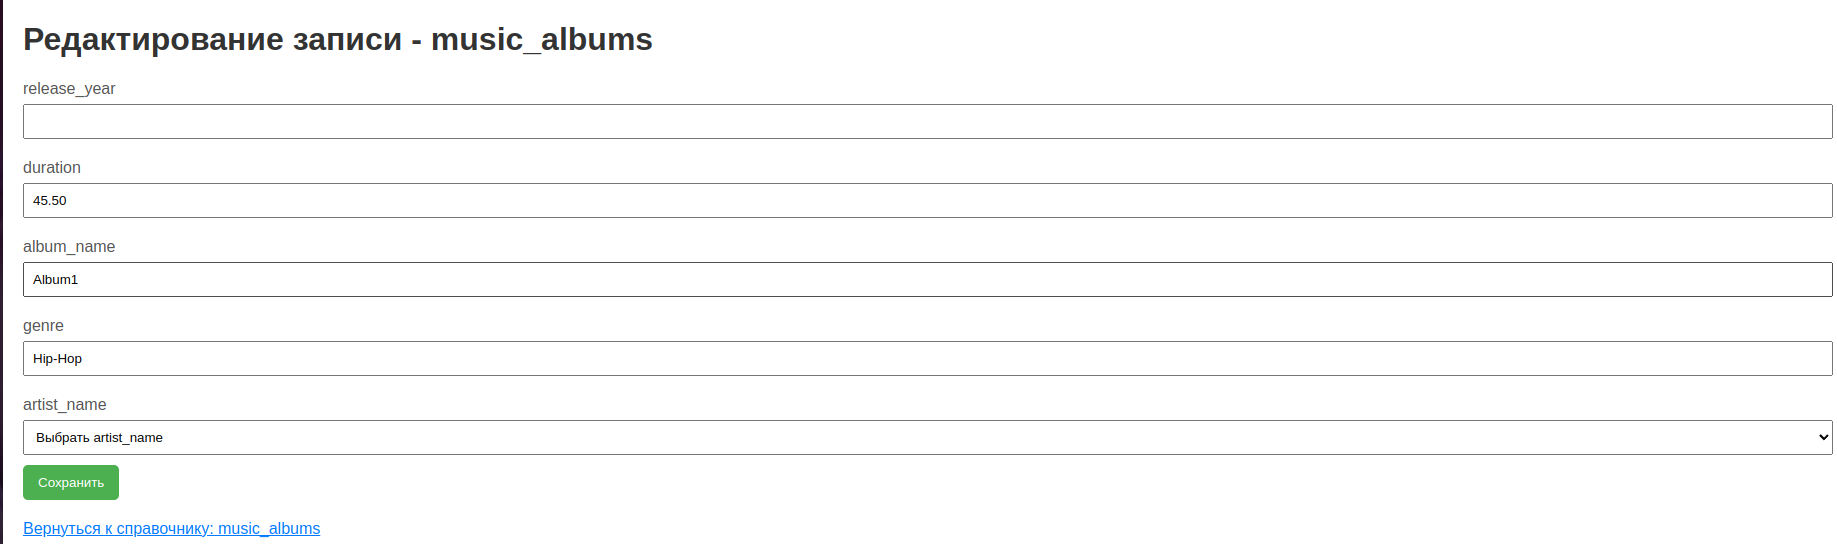 Редактирование записи - music_albums
release_year
duration
45.50
album_name
Album1
genre
Hip-Hop
artist_name
Выбрать artist_name
Сохранить
Вернуться к справочнику: music_albums